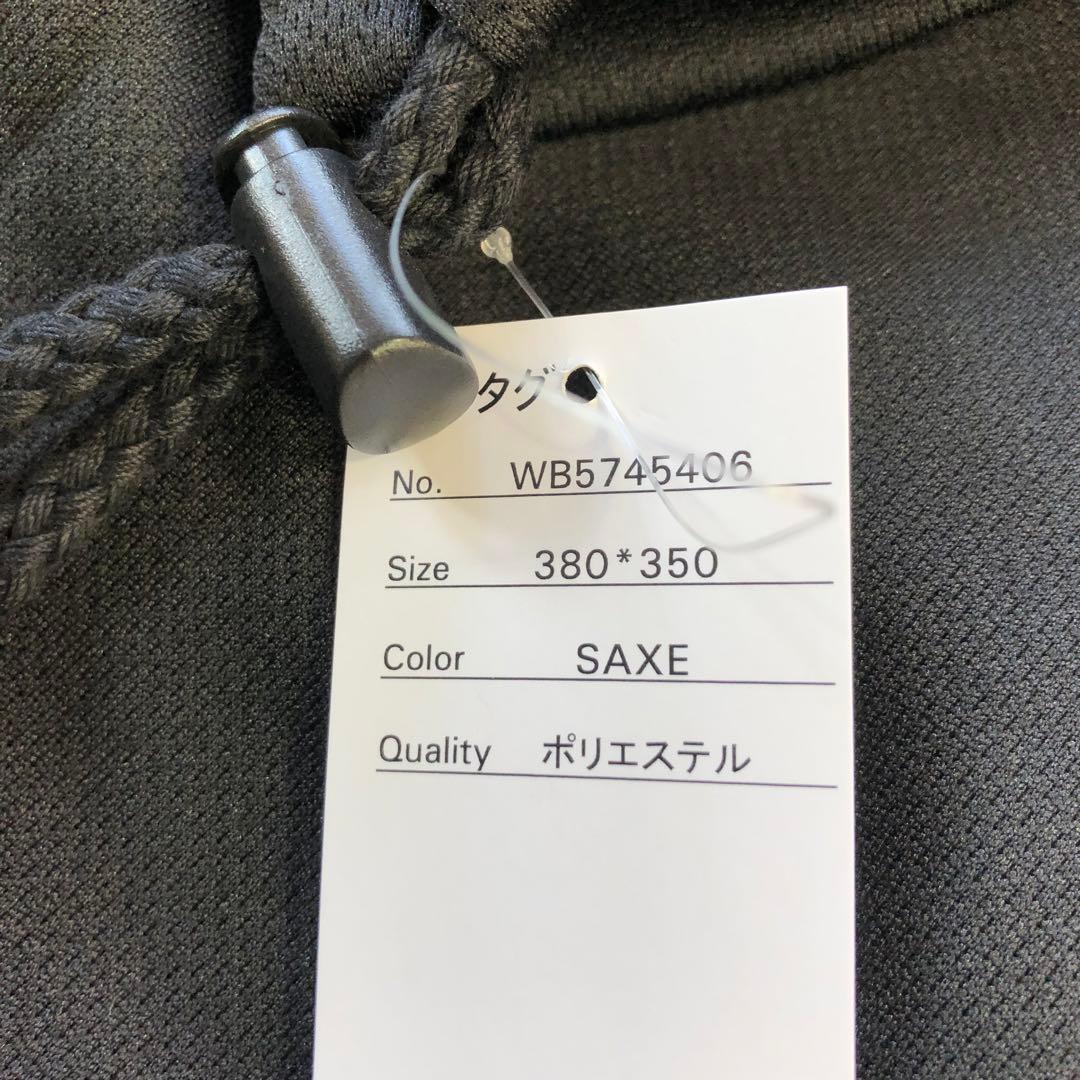 タグ
No. WB5745406
Size 380*350
Color SAXE
Quality ポリエステル